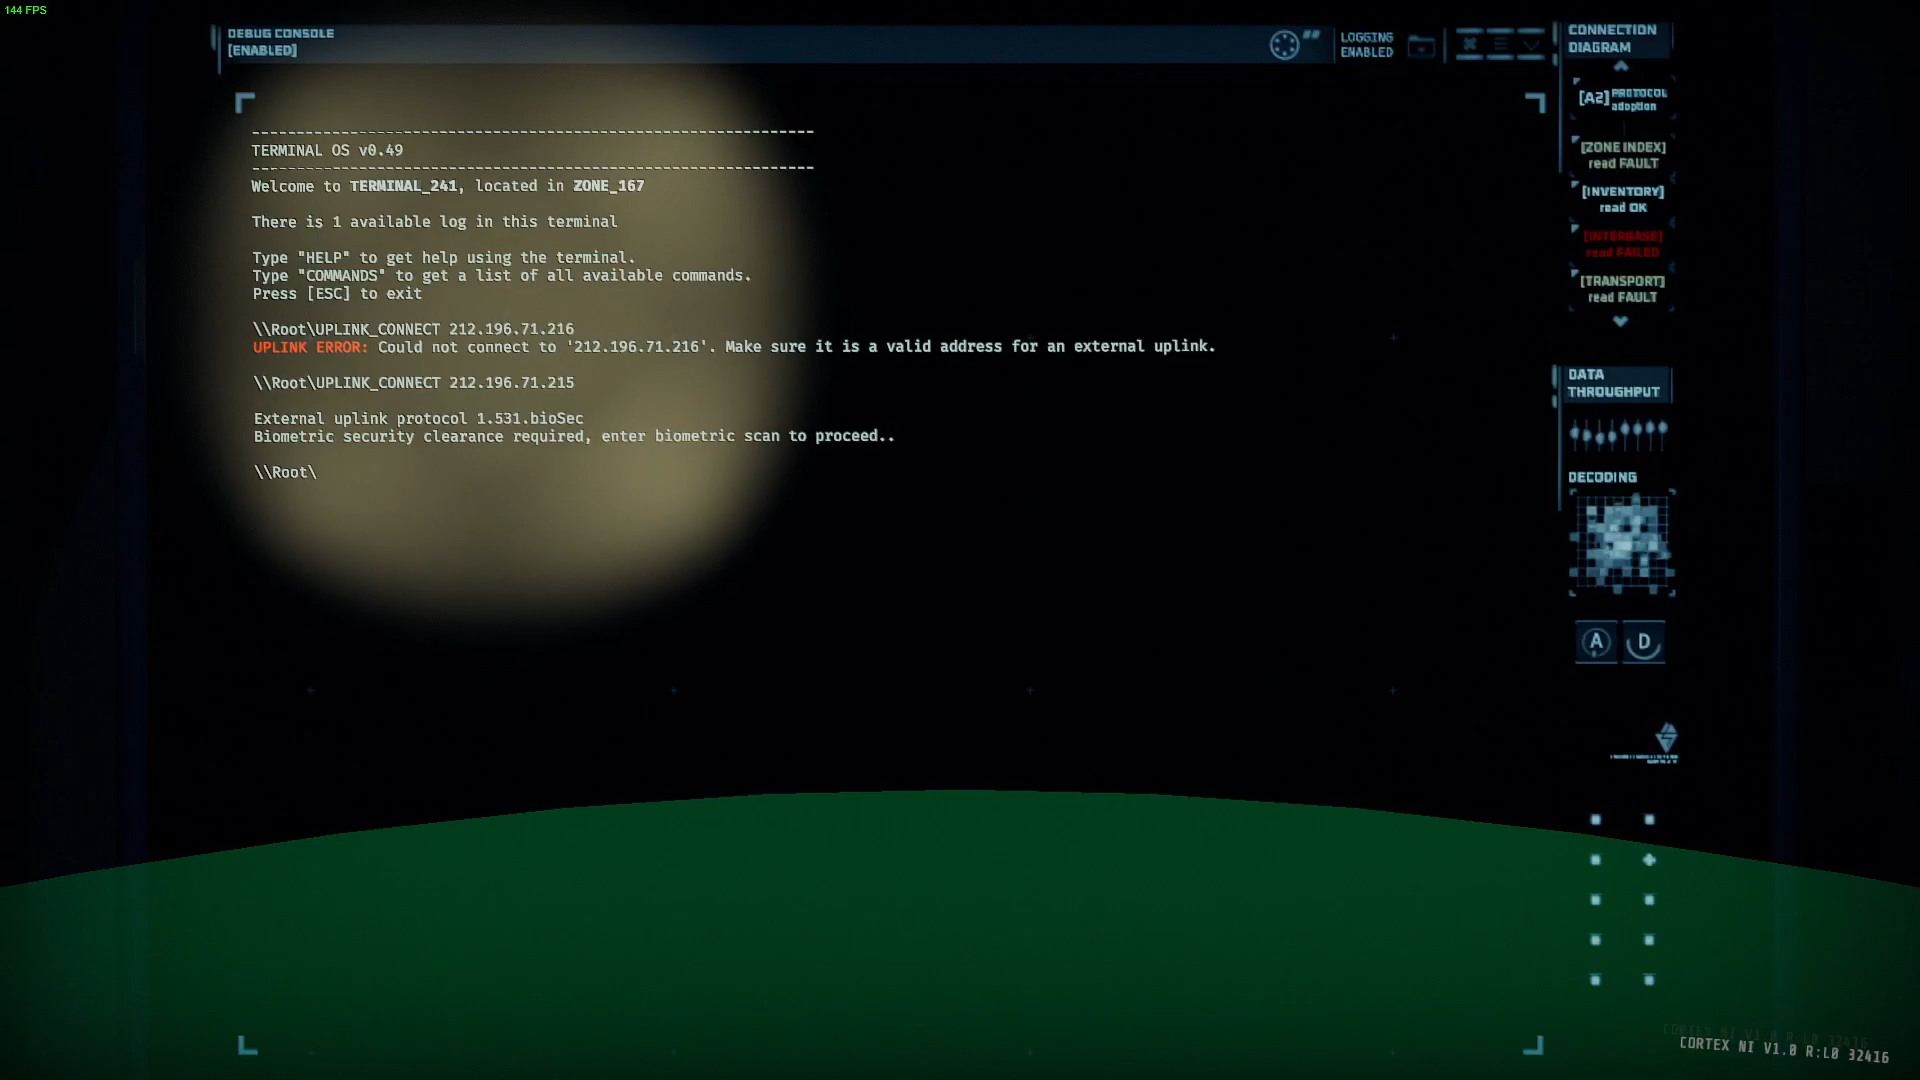 144 FPS
DEBUG CONSOLE
[ENABLED]
LOGGING
ENABLED
CONNECTION
DIAGRAM
[A2] PROTOCOL
adoption
[ZONE INDEX]
read FAULT
[INVENTORY]
read OK
[INTERBASE]
read FAILED
[TRANSPORT]
read FAULT
DATA
THROUGHPUT
DECODING
A D
---------------------------------------------------------------
TERMINAL OS v0.49
---------------------------------------------------------------
Welcome to TERMINAL_241, located in ZONE_167
There is 1 available log in this terminal
Type "HELP" to get help using the terminal.
Type "COMMANDS" to get a list of all available commands.
Press [ESC] to exit
\\Root\UPLINK_CONNECT 212.196.71.216
UPLINK ERROR: Could not connect to '212.196.71.216'. Make sure it is a valid address for an external uplink.
\\Root\UPLINK_CONNECT 212.196.71.215
External uplink protocol 1.531.bioSec
Biometric security clearance required, enter biometric scan to proceed..
\\Root\
CORTEX NI V1.0 R:L0 32416